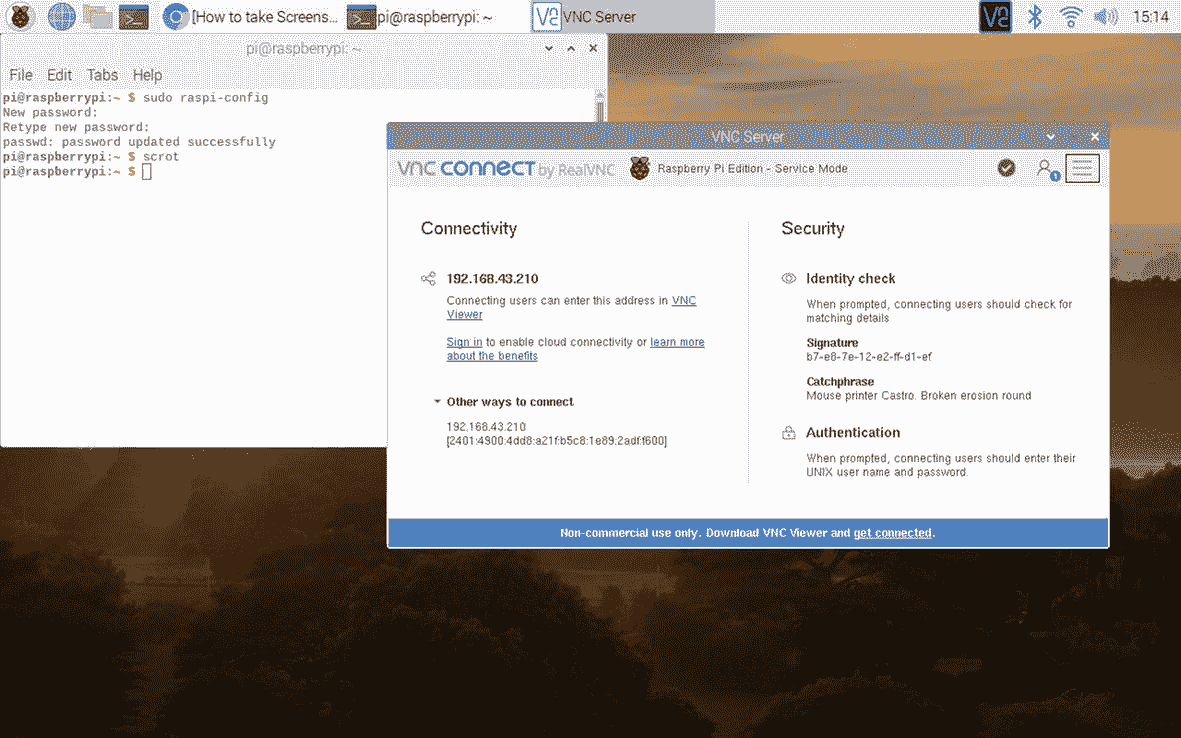 [How to take Screens...
pi@raspberrypi: ~
VNC Server
15:14
pi@raspberrypi: ~
File Edit Tabs Help
pi@raspberrypi:~ $ sudo raspi-config
New password:
Retype new password:
passwd: password updated successfully
pi@raspberrypi:~ $ scrot
pi@raspberrypi:~ $
VNC Server
VNC CONNECT by RealVNC
Raspberry Pi Edition - Service Mode
1
Connectivity
192.168.43.210
Connecting users can enter this address in VNC
Viewer
Sign in to enable cloud connectivity or learn more
about the benefits
Other ways to connect
192.168.43.210
[2401:4900:4dd8:a21f:b5c8:1e89:2adf:f600]
Security
Identity check
When prompted, connecting users should check for
matching details
Signature
b7-e8-7e-12-e2-ff-d1-ef
Catchphrase
Mouse printer Castro. Broken erosion round
Authentication
When prompted, connecting users should enter their
UNIX user name and password.
Non-commercial use only. Download VNC Viewer and get connected.